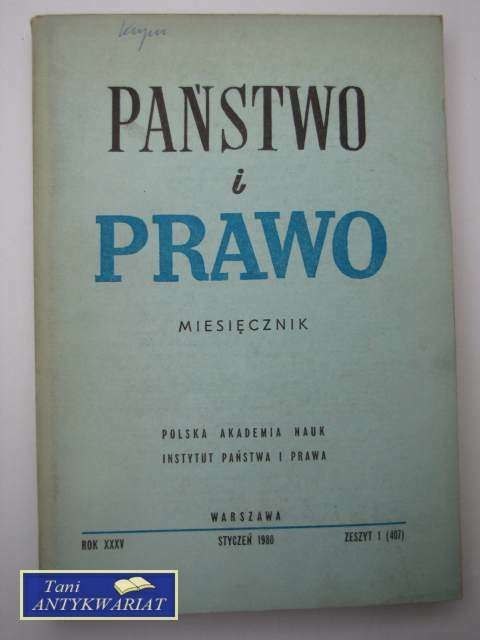 PAŃSTWO
i
PRAWO
MIESIĘCZNIK
POLSKA AKADEMIA NAUK
INSTYTUT PAŃSTWA I PRAWA
WARSZAWA
ROK XXXV STYCZEŃ 1980 ZESZYT 1 (407)
Tani
ANTYKWARIAT